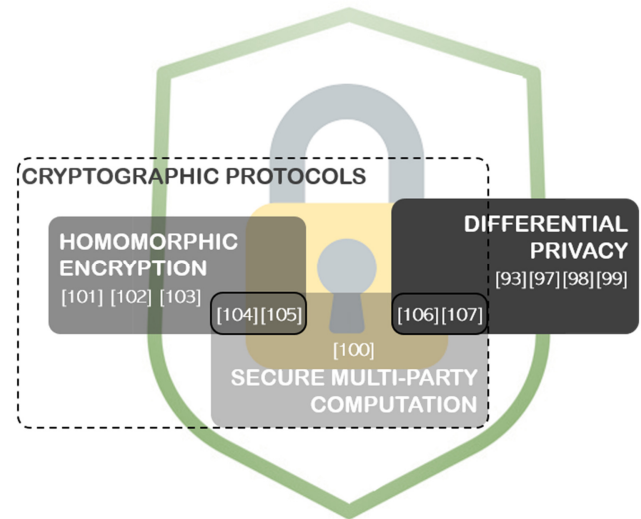 CRYPTOGRAPHIC PROTOCOLS
HOMOMORPHIC
ENCRYPTION
[101] [102] [103]
DIFFERENTIAL
PRIVACY
[93][97][98][99]
[104][105]
[106][107]
[100]
SECURE MULTI-PARTY
COMPUTATION